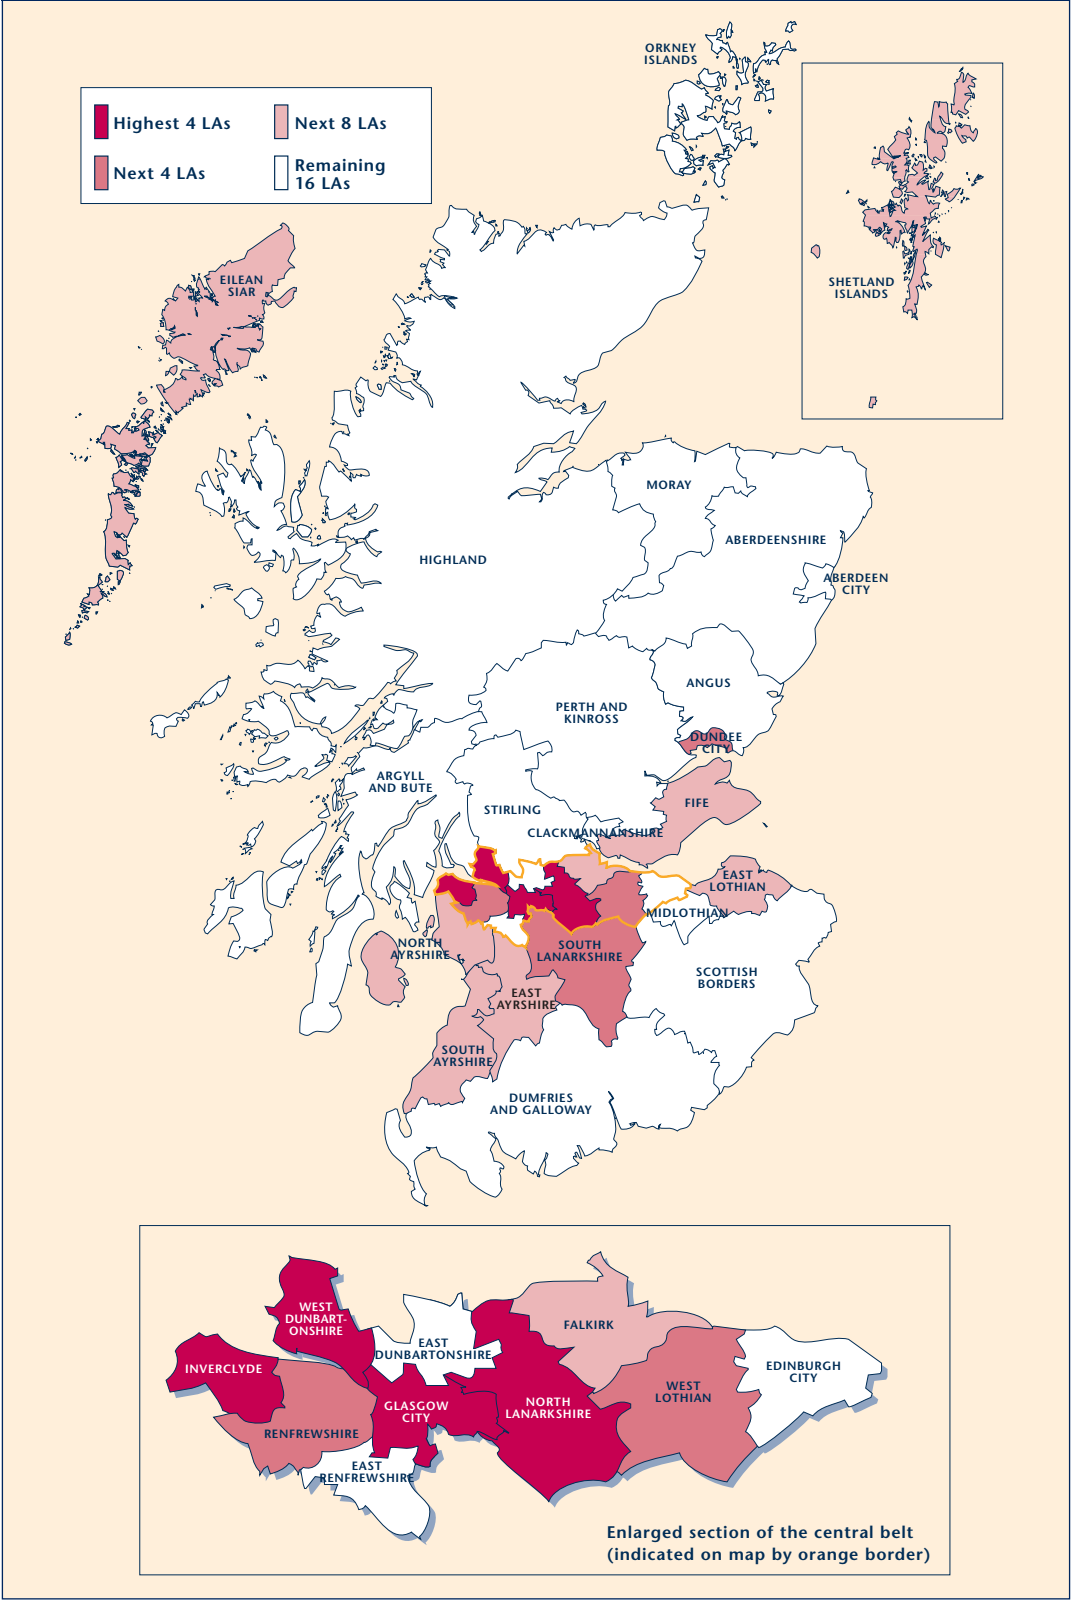 ORKNEY
ISLANDS
Highest 4 LAs
Next 8 LAs
Next 4 LAs
Remaining
16 LAs
EILEAN
SIAR
SHETLAND
ISLANDS
MORAY
ABERDEENSHIRE
HIGHLAND
ABERDEEN
CITY
ANGUS
PERTH AND
KINROSS
DUNDEE
CITY
ARGYLL
AND BUTE
FIFE
STIRLING
CLACKMANNANSHIRE
EAST
LOTHIAN
MIDLOTHIAN
NORTH
AYRSHIRE
SOUTH
LANARKSHIRE
SCOTTISH
BORDERS
EAST
AYRSHIRE
SOUTH
AYRSHIRE
DUMFRIES
AND GALLOWAY
WEST
DUNBART-
ONSHIRE
FALKIRK
EAST
DUNBARTONSHIRE
INVERCLYDE
EDINBURGH
CITY
WEST
LOTHIAN
GLASGOW
CITY
NORTH
LANARKSHIRE
RENFREWSHIRE
EAST
RENFREWSHIRE
Enlarged section of the central belt
(indicated on map by orange border)